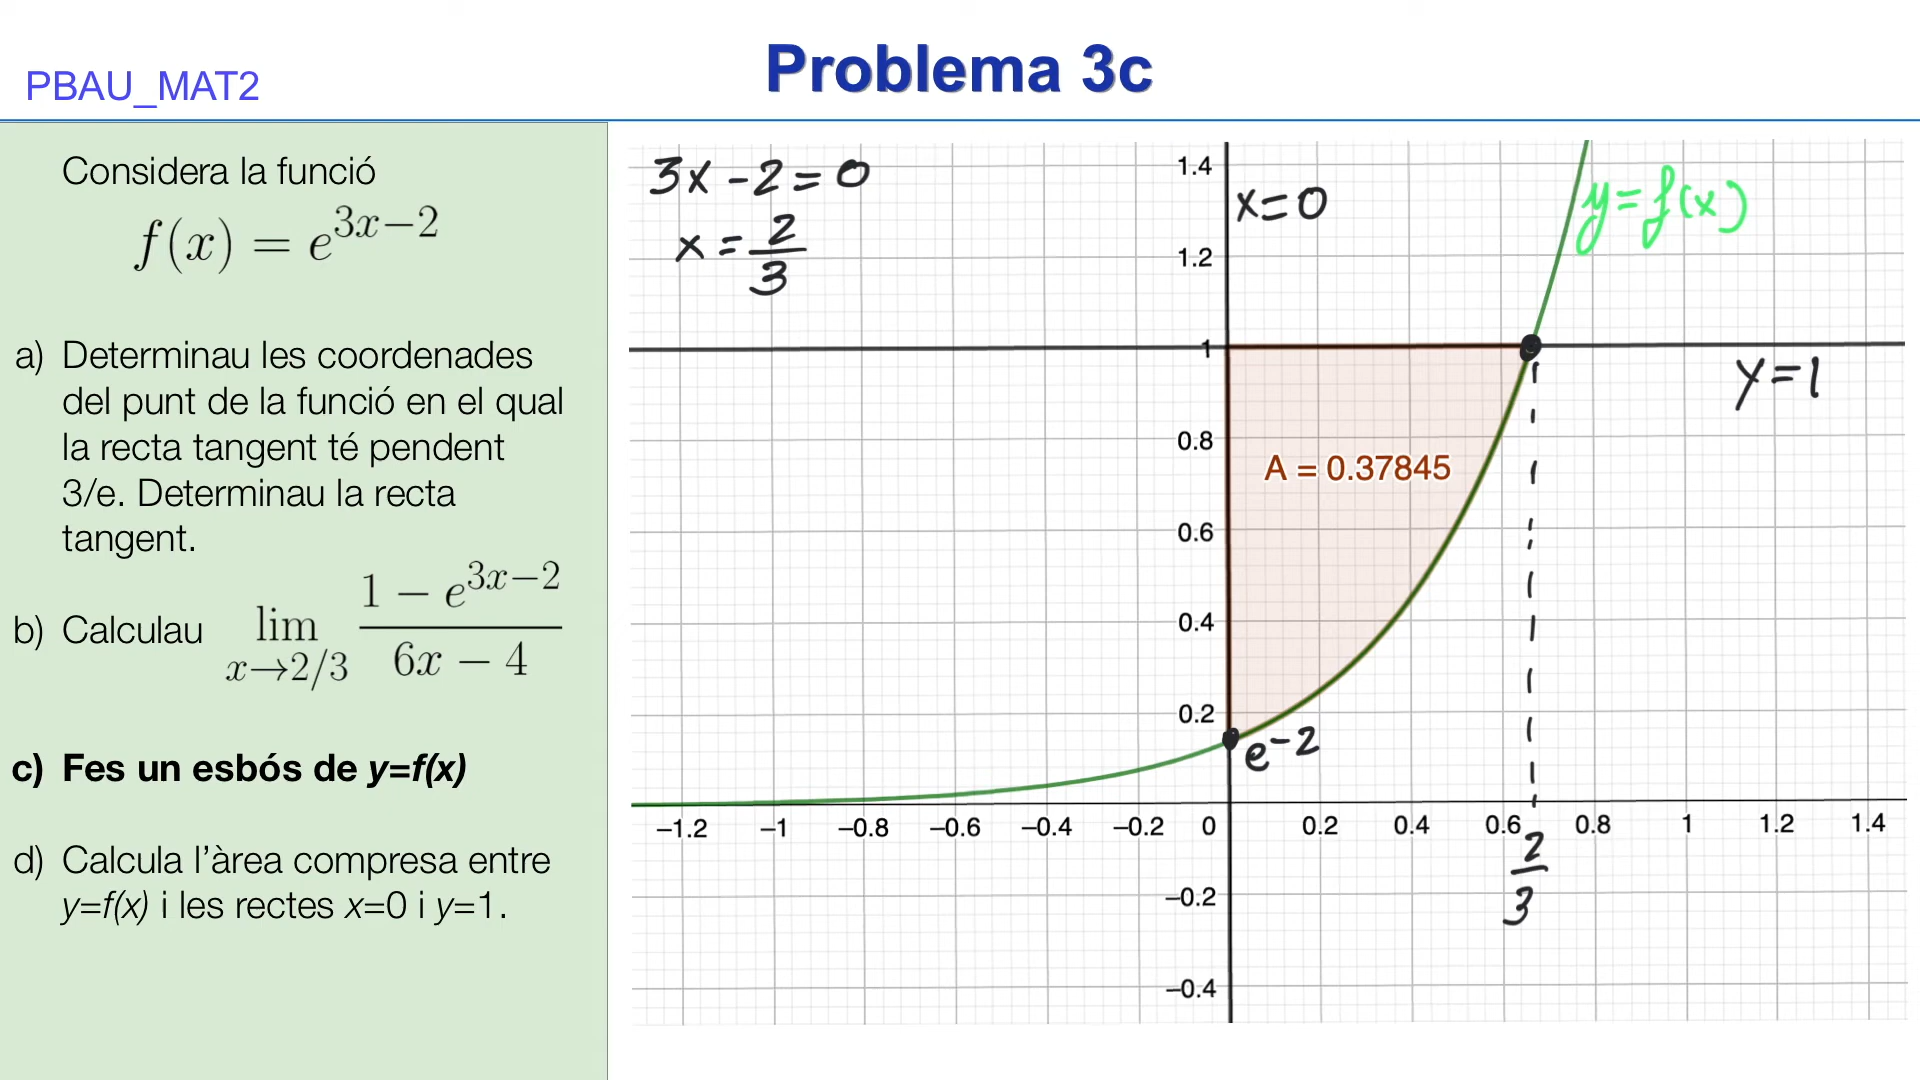 PBAU_MAT2
Problema 3c
Considera la funció
f(x) = e^{3x−2}
a) Determinau les coordenades
del punt de la funció en el qual
la recta tangent té pendent
3/e. Determinau la recta
tangent.
b) Calculau lim_{x→2/3} (1 − e^{3x−2})/(6x − 4)
c) Fes un esbós de y=f(x)
d) Calcula l’àrea compresa entre
y=f(x) i les rectes x=0 i y=1.
3x−2=0
x=2/3
x=0
y=f(x)
y=1
A = 0.37845
e^{−2}
2/3
1.4
1.2
1
0.8
0.6
0.4
0.2
−0.2
−0.4
−1.2 −1 −0.8 −0.6 −0.4 −0.2 0 0.2 0.4 0.6 0.8 1 1.2 1.4